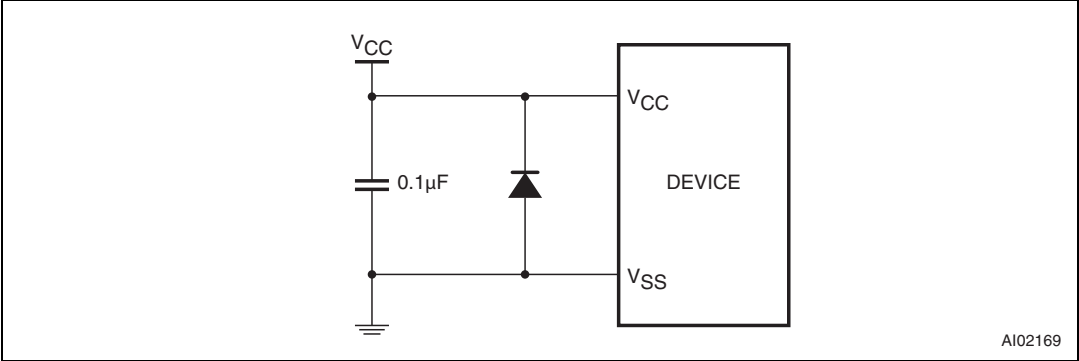 VCC
VCC
0.1µF
DEVICE
VSS
AI02169